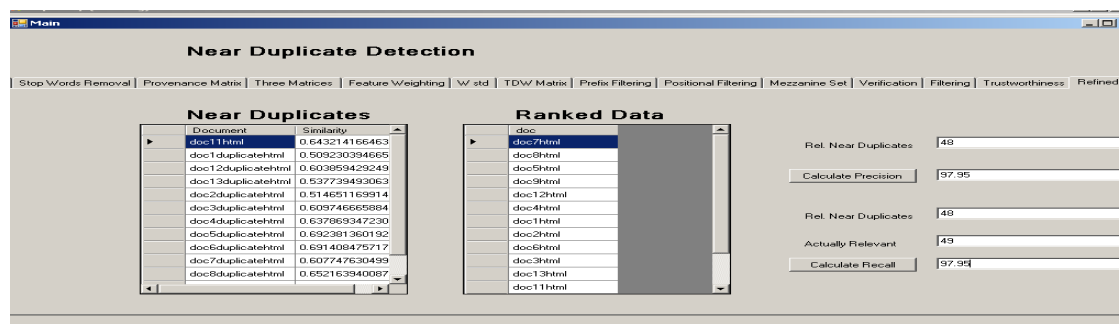 Main
Near Duplicate Detection
Stop Words Removal Provenance Matrix Three Matrices Feature Weighting W std TDW Matrix Prefix Filtering Positional Filtering Mezzanine Set Verification Filtering Trustworthiness Refined
Near Duplicates
Document Similarity
doc11html 0.643214166463
doc1duplicatehtml 0.509230394665
doc12duplicatehtml 0.603859429249
doc13duplicatehtml 0.537739493063
doc2duplicatehtml 0.514651169914
doc3duplicatehtml 0.609746665884
doc4duplicatehtml 0.637869347230
doc5duplicatehtml 0.692381360192
doc6duplicatehtml 0.691408475717
doc7duplicatehtml 0.607747630499
doc8duplicatehtml 0.652163940087
Ranked Data
doc
doc7html
doc8html
doc5html
doc9html
doc12html
doc4html
doc1html
doc2html
doc6html
doc3html
doc13html
doc11html
Rel. Near Duplicates 48
Calculate Precision 97.95
Rel. Near Duplicates 48
Actually Relevant 49
Calculate Recall 97.95